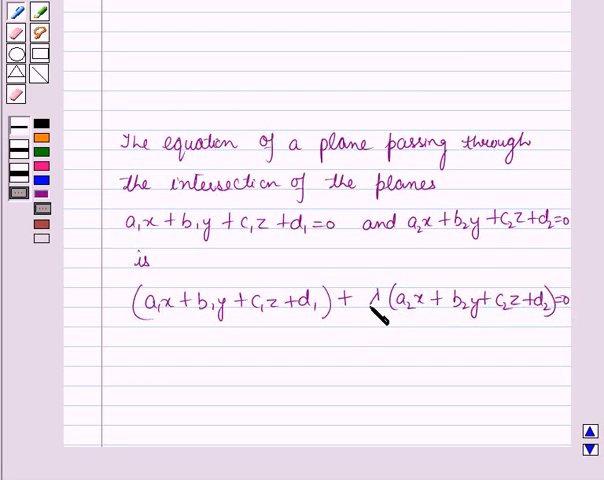 The equation of a plane passing through
the intersection of the planes
a₁x + b₁y + c₁z + d₁ = 0 and a₂x + b₂y + c₂z + d₂ = 0
is
(a₁x + b₁y + c₁z + d₁) + λ (a₂x + b₂y + c₂z + d₂) = 0